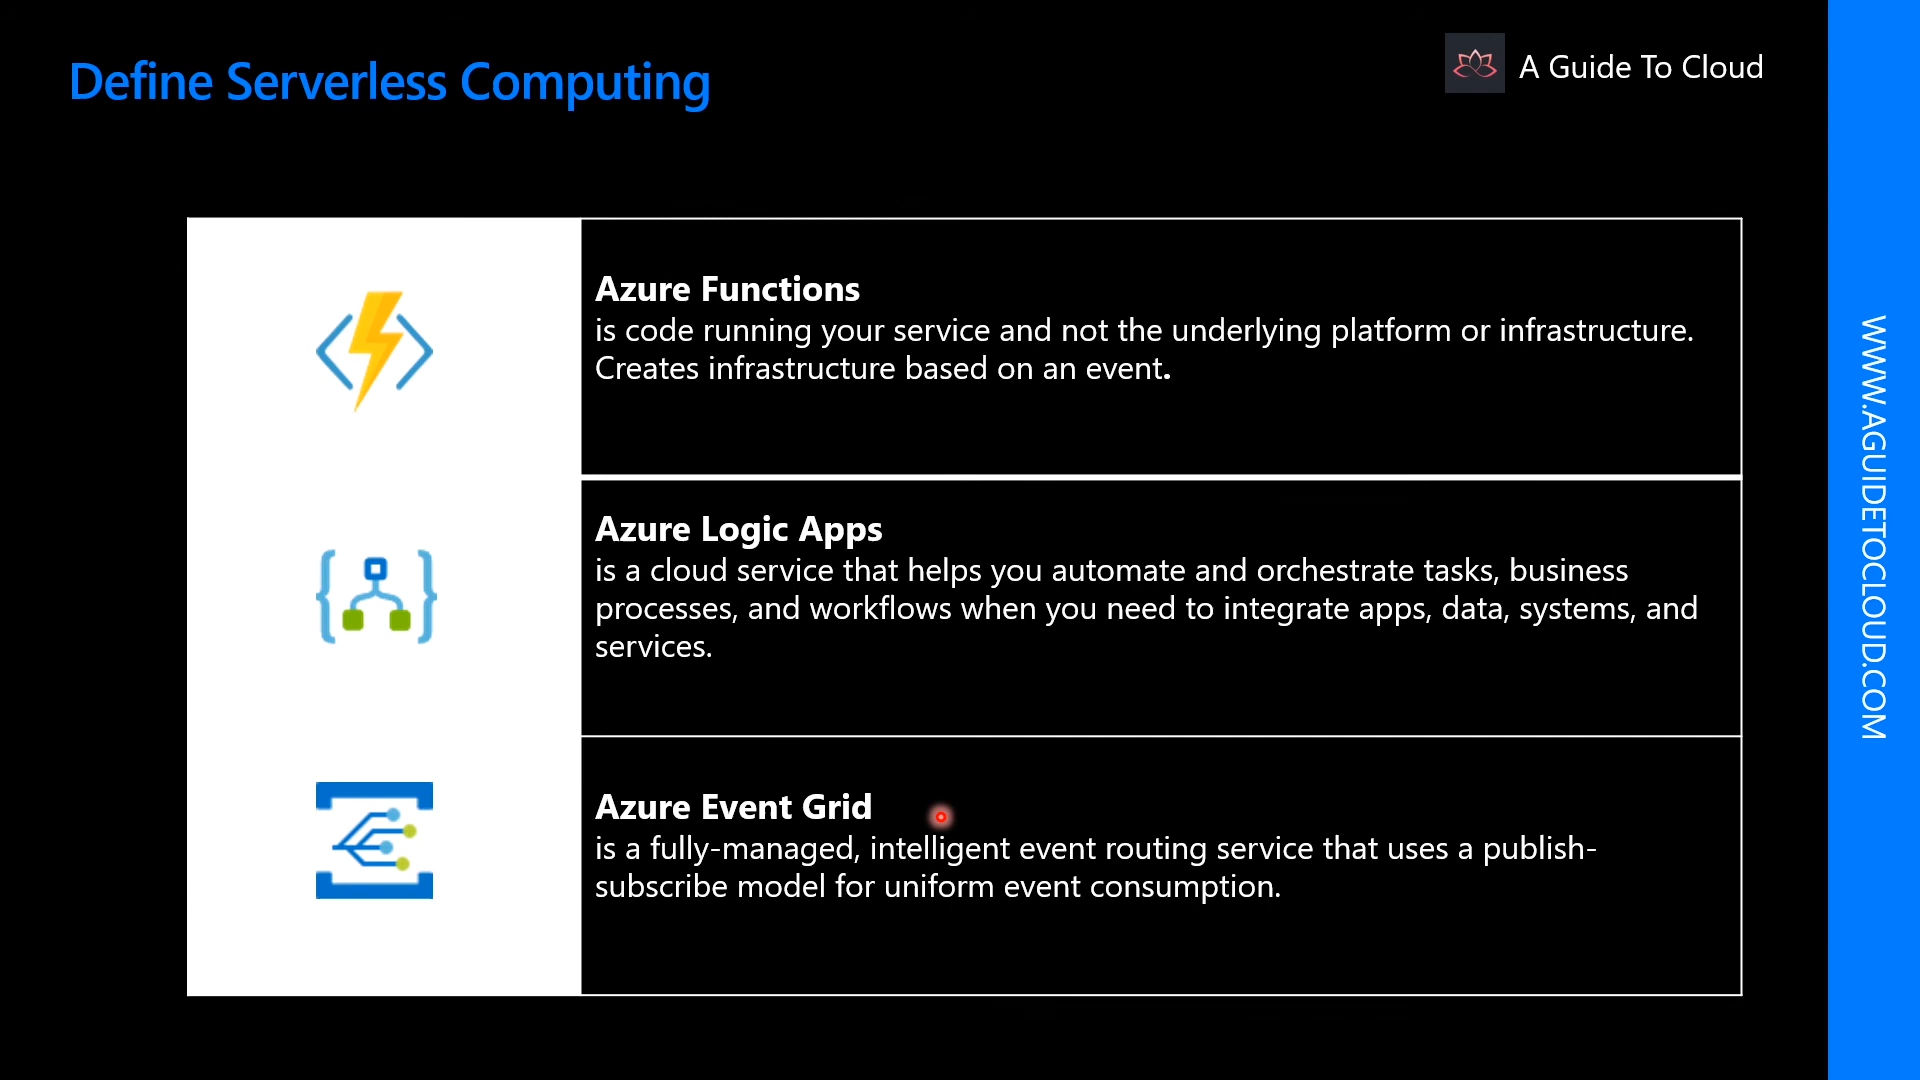 Define Serverless Computing
A Guide To Cloud
Azure Functions
is code running your service and not the underlying platform or infrastructure.
Creates infrastructure based on an event.
Azure Logic Apps
is a cloud service that helps you automate and orchestrate tasks, business
processes, and workflows when you need to integrate apps, data, systems, and
services.
Azure Event Grid
is a fully-managed, intelligent event routing service that uses a publish-
subscribe model for uniform event consumption.
WWW.AGUIDETOCLOUD.COM